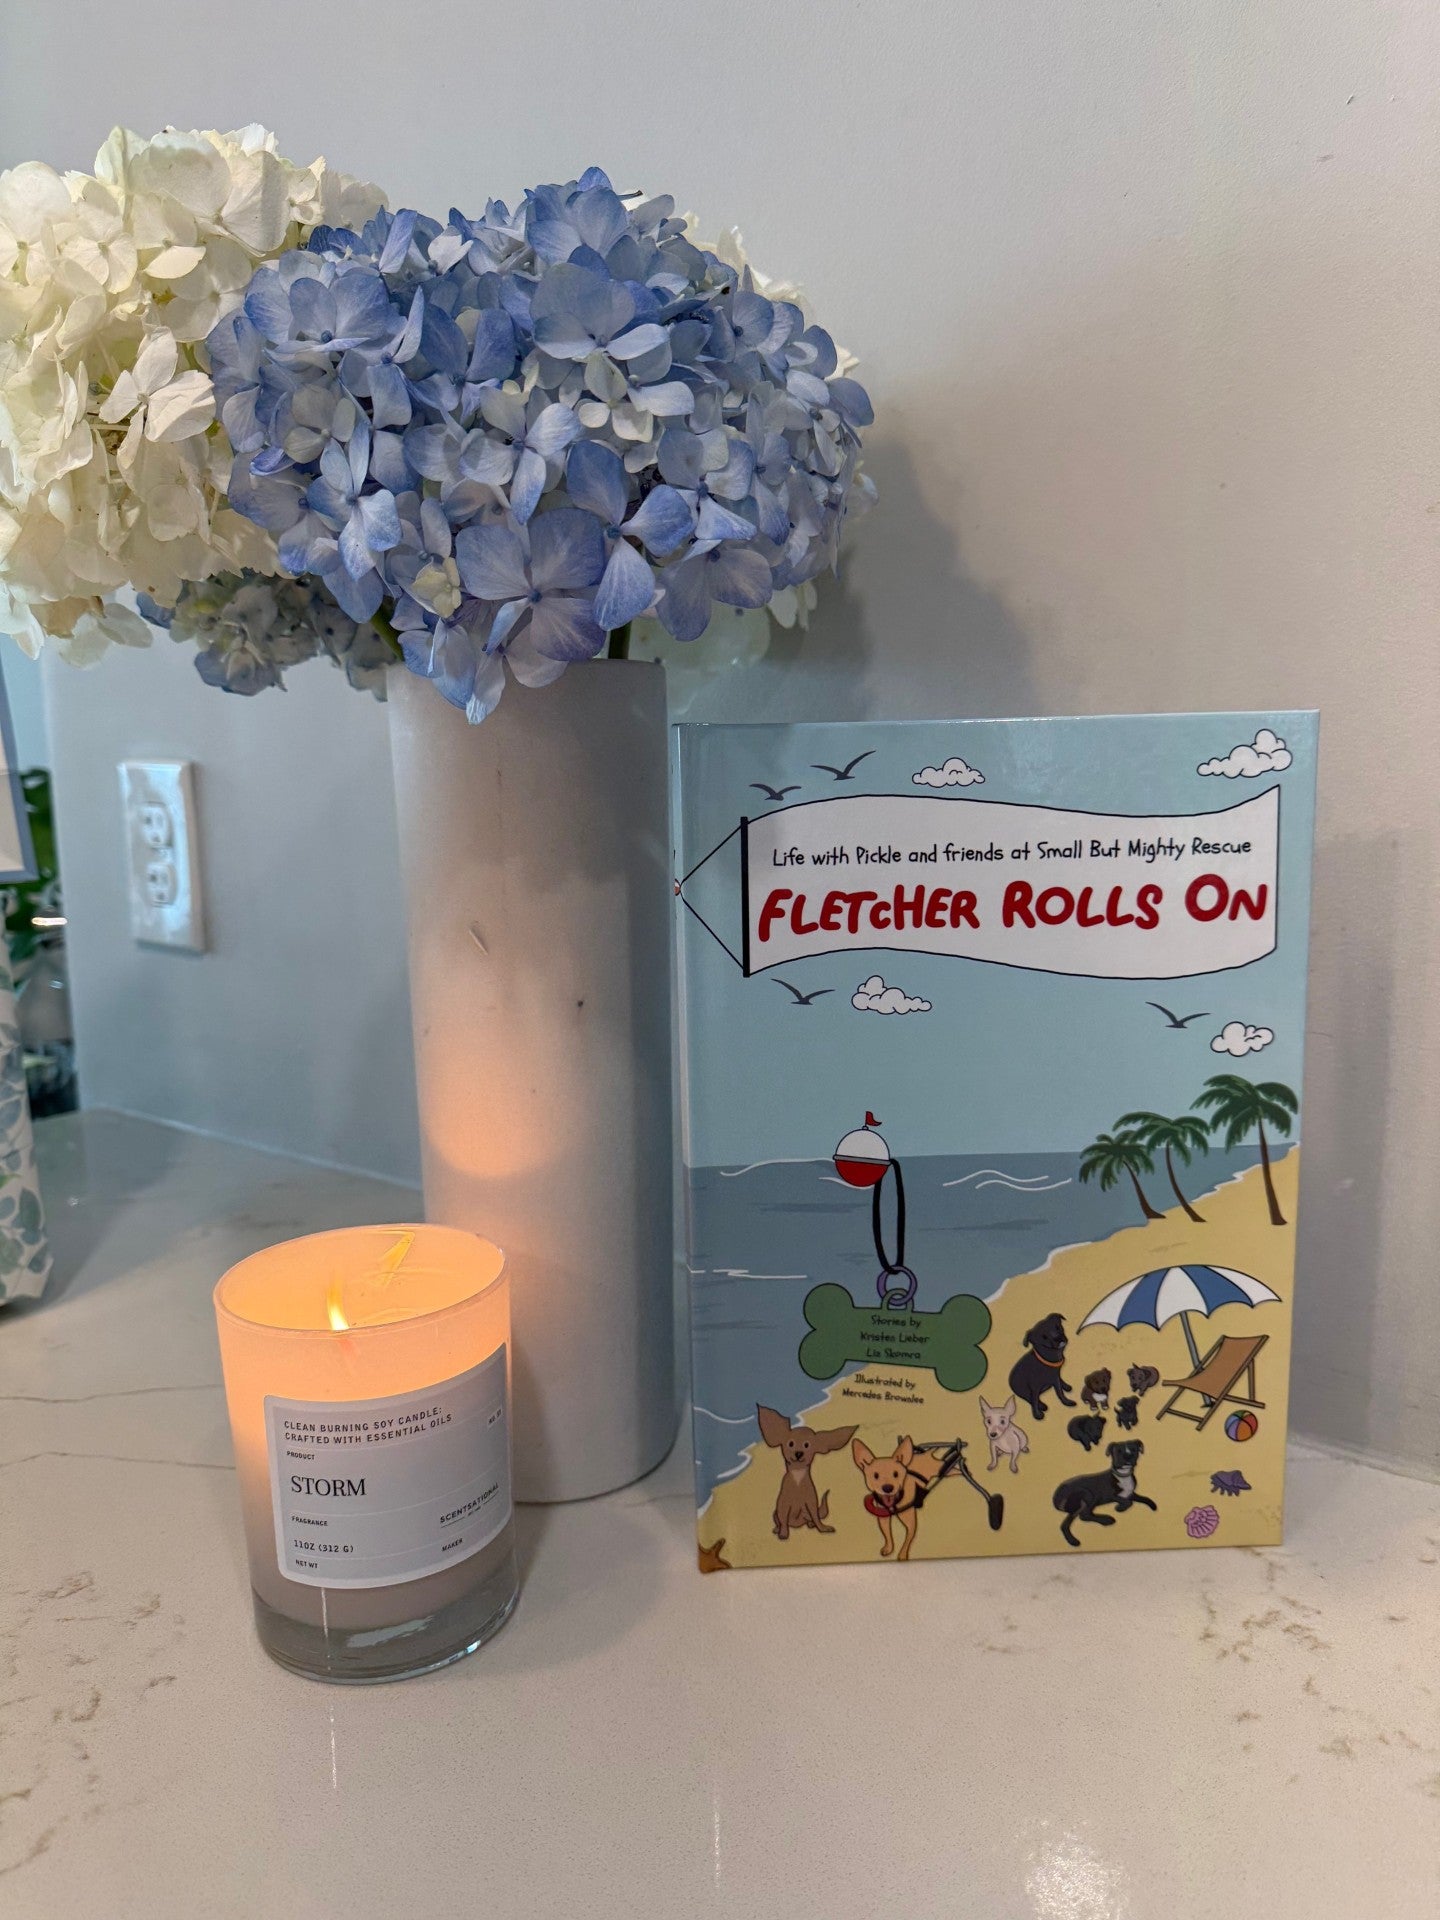 Life with Pickle and friends at Small But Mighty Rescue
FLETCHER ROLLS ON
Stories by
Kristen Lieber
Liz Skomra
Illustrated by
Mercedes Brownlee
CLEAN BURNING SOY CANDLE:
CRAFTED WITH ESSENTIAL OILS
PRODUCT
STORM
FRAGRANCE
SCENTSATIONAL
11OZ (312 G)
NET WT
MAKER